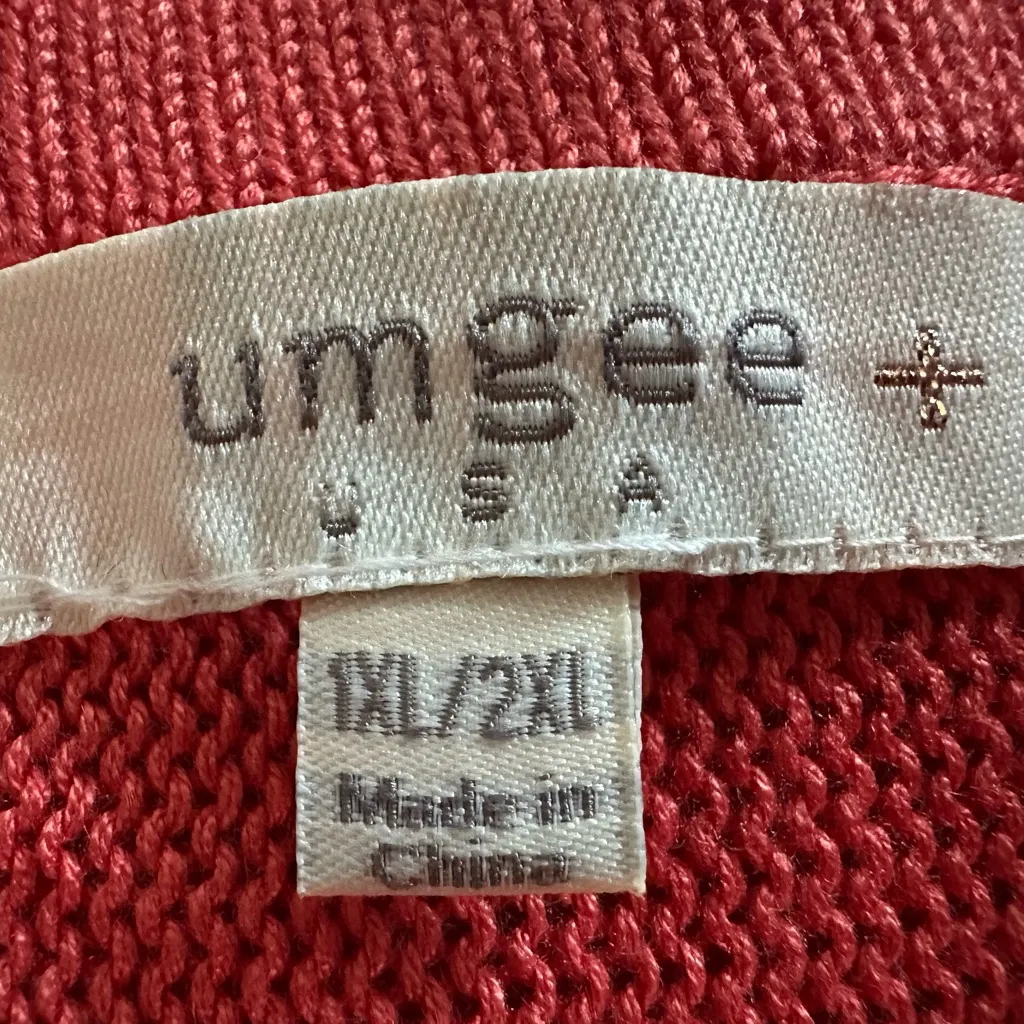 umgee +
USA
1XL/2XL
Made in
China